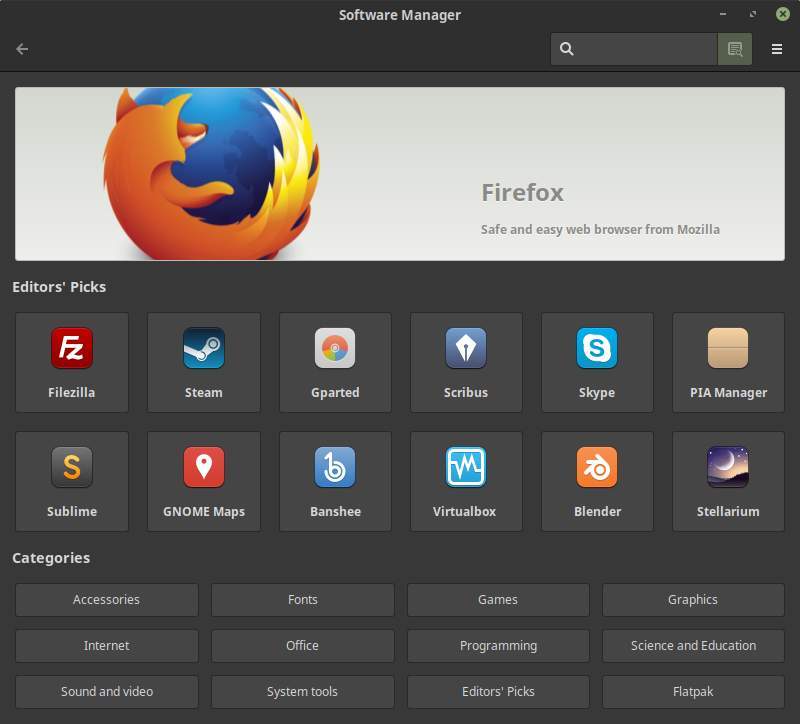 Software Manager
Firefox
Safe and easy web browser from Mozilla
Editors' Picks
Filezilla Steam Gparted Scribus Skype PIA Manager
Sublime GNOME Maps Banshee Virtualbox Blender Stellarium
Categories
Accessories Fonts Games Graphics
Internet Office Programming Science and Education
Sound and video System tools Editors' Picks Flatpak